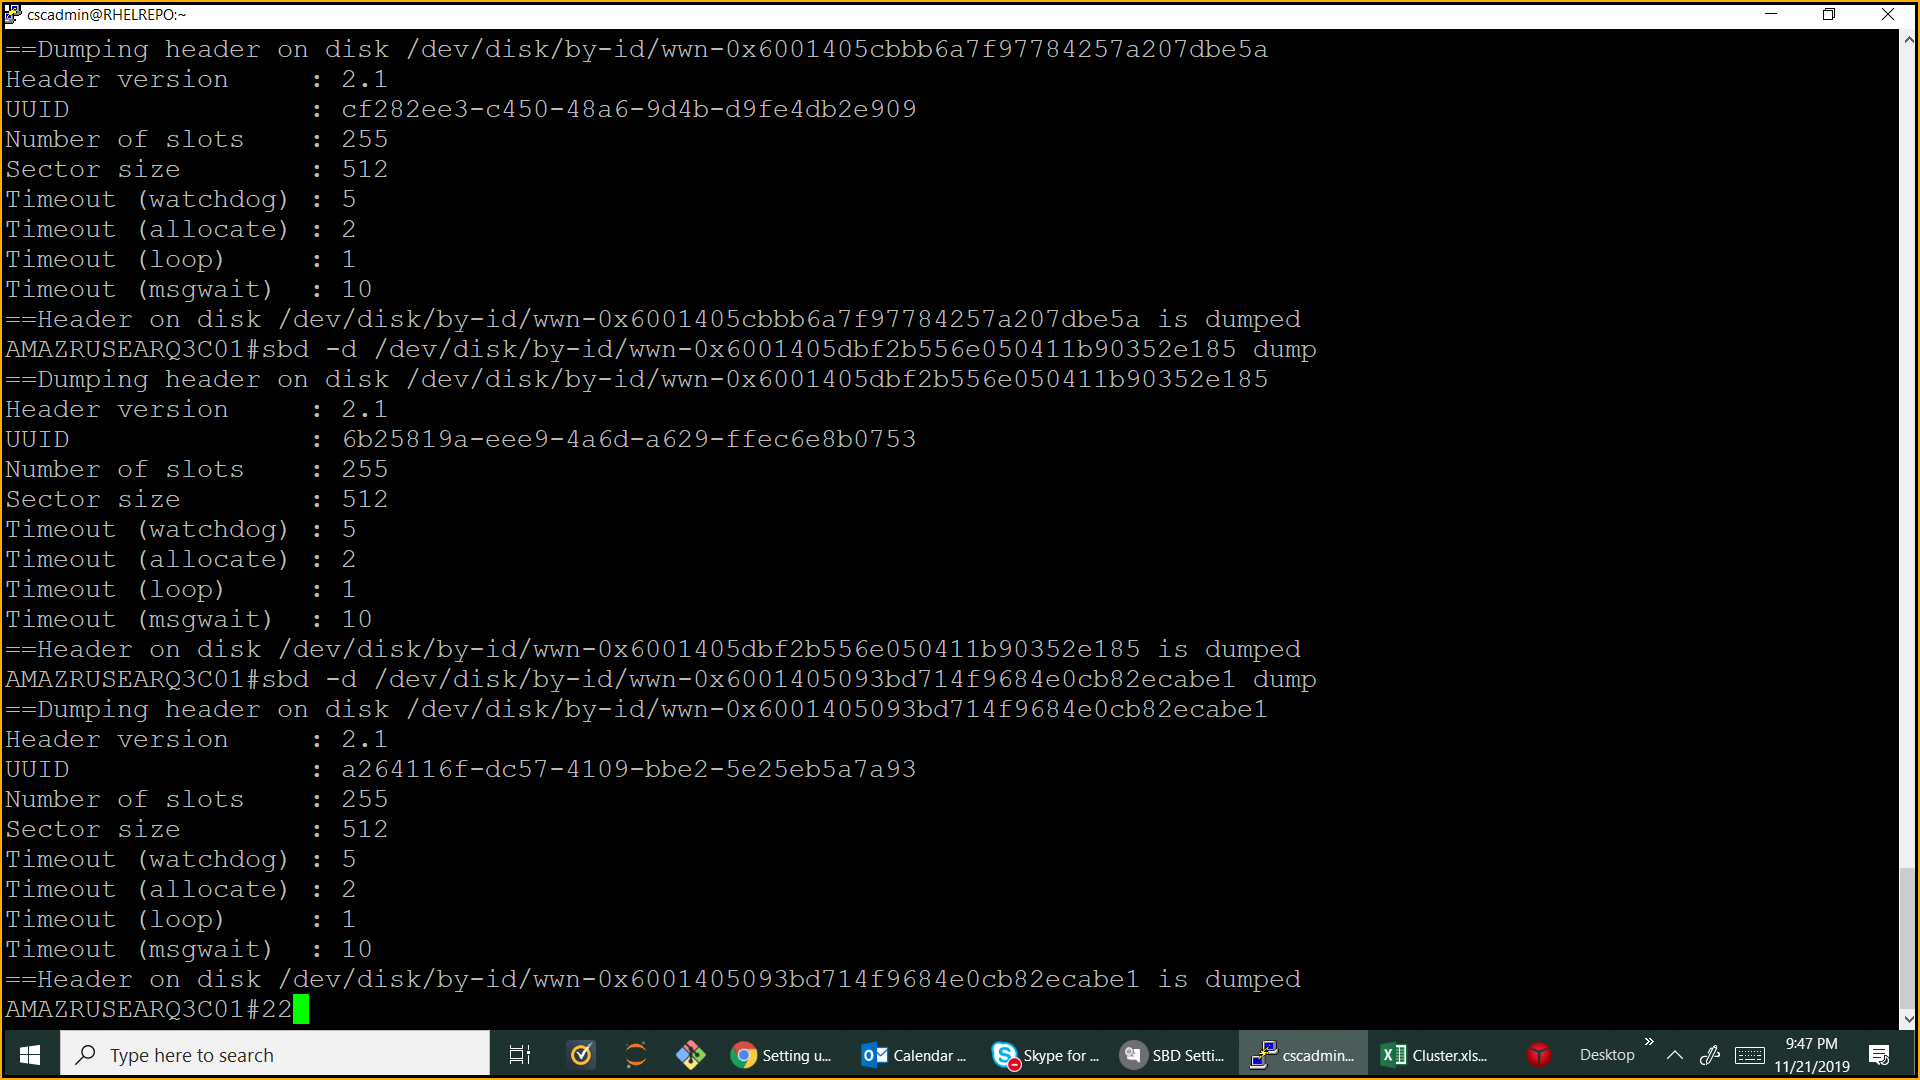 cscadmin@RHELREPO:~
==Dumping header on disk /dev/disk/by-id/wwn-0x6001405cbbb6a7f97784257a207dbe5a
Header version     : 2.1
UUID               : cf282ee3-c450-48a6-9d4b-d9fe4db2e909
Number of slots    : 255
Sector size        : 512
Timeout (watchdog) : 5
Timeout (allocate) : 2
Timeout (loop)     : 1
Timeout (msgwait)  : 10
==Header on disk /dev/disk/by-id/wwn-0x6001405cbbb6a7f97784257a207dbe5a is dumped
AMAZRUSEARQ3C01#sbd -d /dev/disk/by-id/wwn-0x6001405dbf2b556e050411b90352e185 dump
==Dumping header on disk /dev/disk/by-id/wwn-0x6001405dbf2b556e050411b90352e185
Header version     : 2.1
UUID               : 6b25819a-eee9-4a6d-a629-ffec6e8b0753
Number of slots    : 255
Sector size        : 512
Timeout (watchdog) : 5
Timeout (allocate) : 2
Timeout (loop)     : 1
Timeout (msgwait)  : 10
==Header on disk /dev/disk/by-id/wwn-0x6001405dbf2b556e050411b90352e185 is dumped
AMAZRUSEARQ3C01#sbd -d /dev/disk/by-id/wwn-0x6001405093bd714f9684e0cb82ecabe1 dump
==Dumping header on disk /dev/disk/by-id/wwn-0x6001405093bd714f9684e0cb82ecabe1
Header version     : 2.1
UUID               : a264116f-dc57-4109-bbe2-5e25eb5a7a93
Number of slots    : 255
Sector size        : 512
Timeout (watchdog) : 5
Timeout (allocate) : 2
Timeout (loop)     : 1
Timeout (msgwait)  : 10
==Header on disk /dev/disk/by-id/wwn-0x6001405093bd714f9684e0cb82ecabe1 is dumped
AMAZRUSEARQ3C01#22
Type here to search
Setting u...
Calendar ...
Skype for ...
SBD Setti...
cscadmin...
Cluster.xls...
Desktop
9:47 PM
11/21/2019